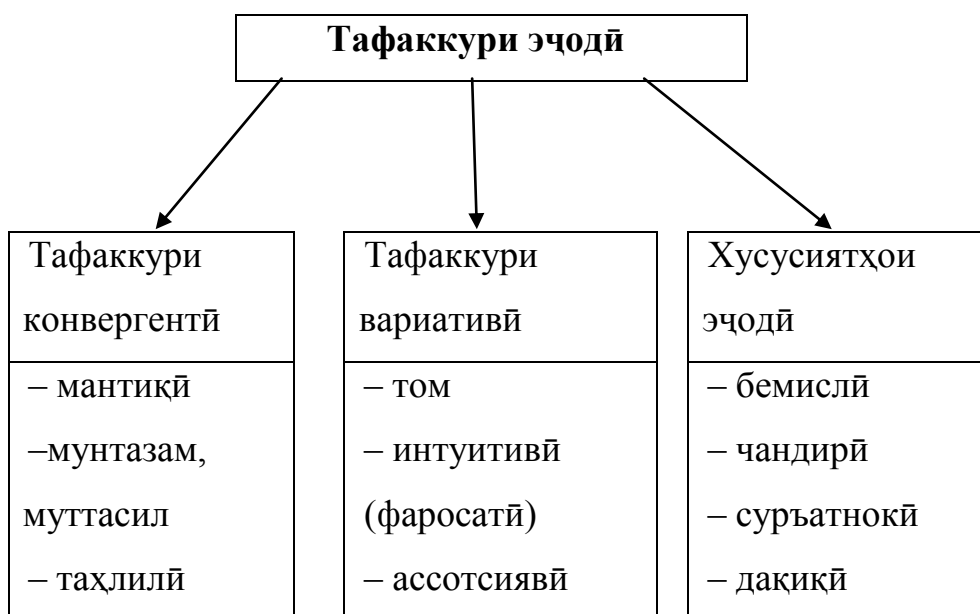 Тафаккури эҷодӣ
Тафаккури
конвергентӣ
– мантиқӣ
–мунтазам,
муттасил
– таҳлилӣ
Тафаккури
вариативӣ
– том
– интуитивӣ
(фаросатӣ)
– ассотсиявӣ
Хусусиятҳои
эҷодӣ
– бемислӣ
– чандирӣ
– суръатнокӣ
– дақиқӣ